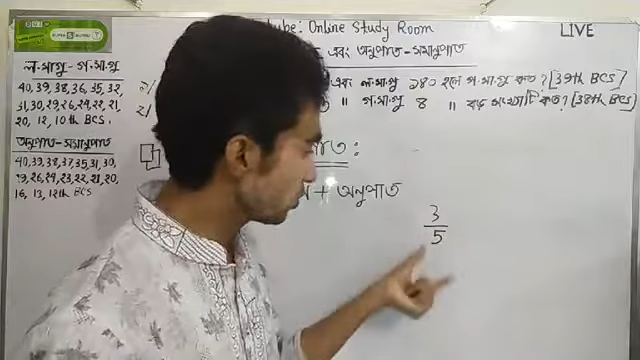 Online Study Room
LIVE
এবং অনুপাত-সমানুপাত
ল.সা.গু - গ.সা.গু
40, 39, 38, 36, 35, 32,
31, 30, 29, 26, 24, 22, 21,
20, 12, 10th BCS.
অনুপাত-সমানুপাত
40, 39, 38, 37, 35, 31, 30,
29, 26, 24, 23, 22, 21, 20,
16, 13, 12th BCS
১/ এবং ল.সা.গু ১৪০ হলে গ.সা.গু কত? [39th BCS]
২/ " গ.সা.গু ৪ " বড় সংখ্যাটি কত? [38th BCS]
+ অনুপাত
3
5